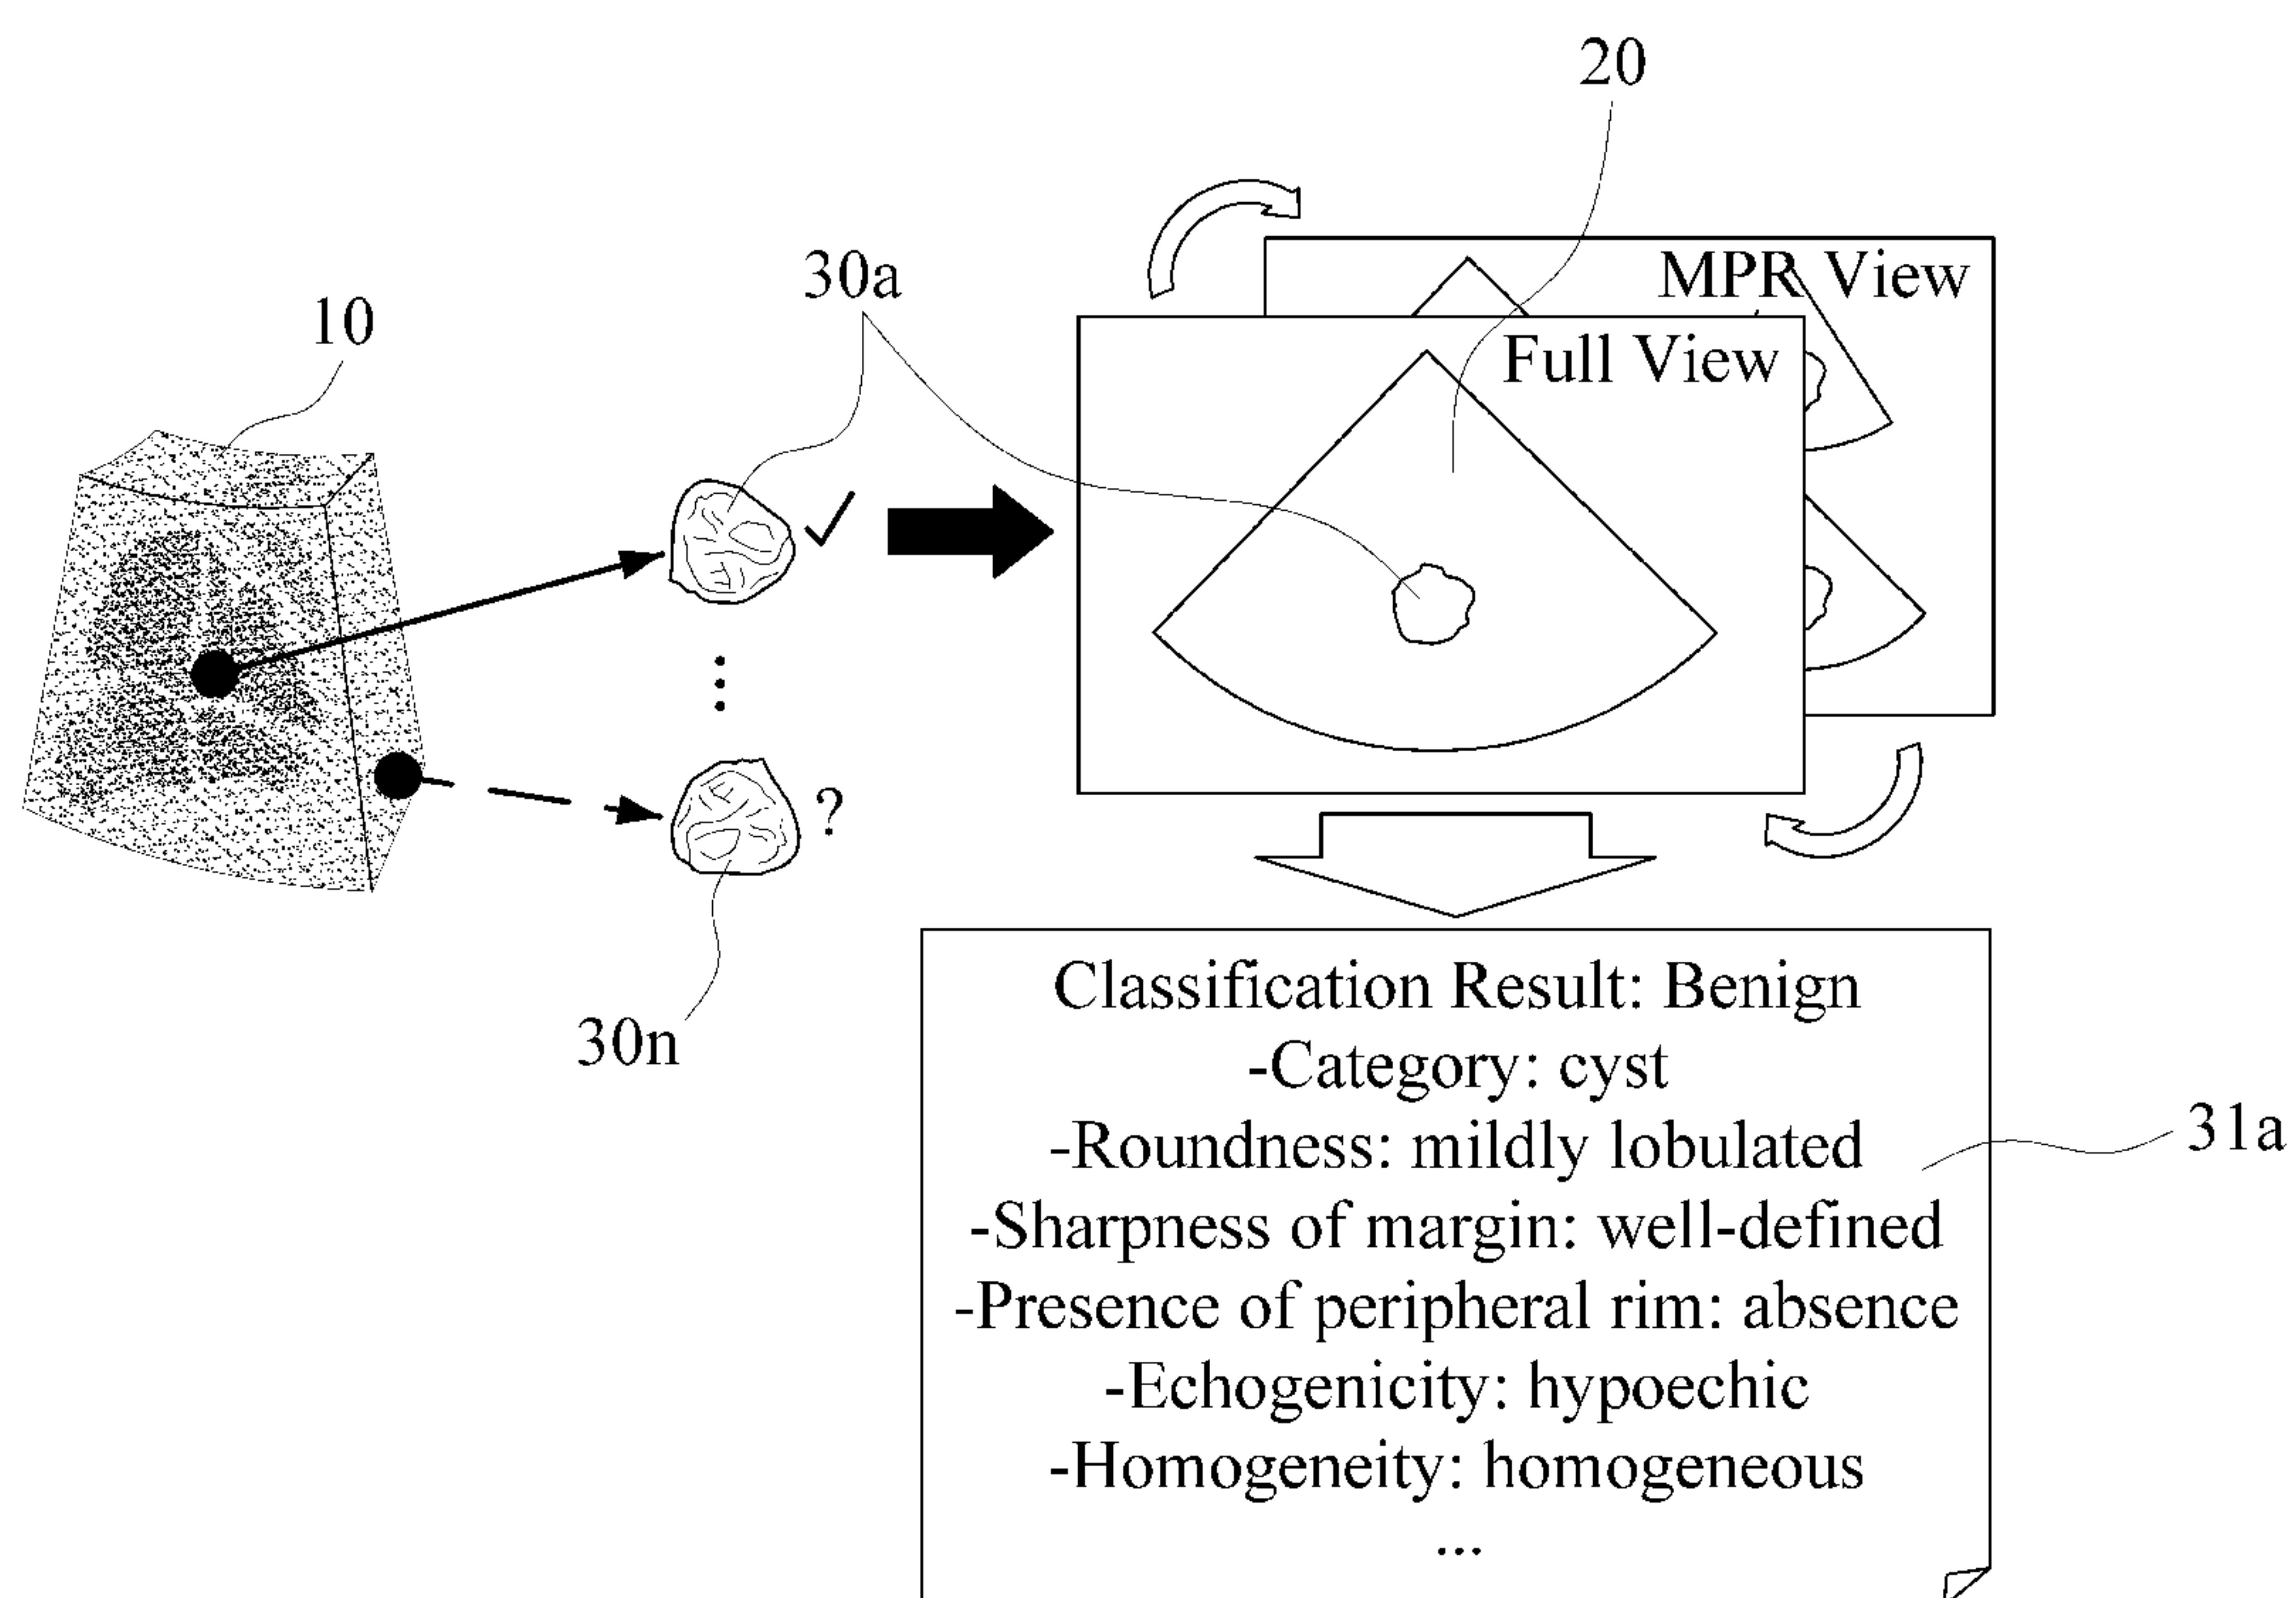 20
30a
MPR View
10
Full View
?
30n
Classification Result: Benign
-Category: cyst
-Roundness: mildly lobulated
31a
-Sharpness of margin: well-defined
-Presence of peripheral rim: absence
-Echogenicity: hypoechic
-Homogeneity: homogeneous
...